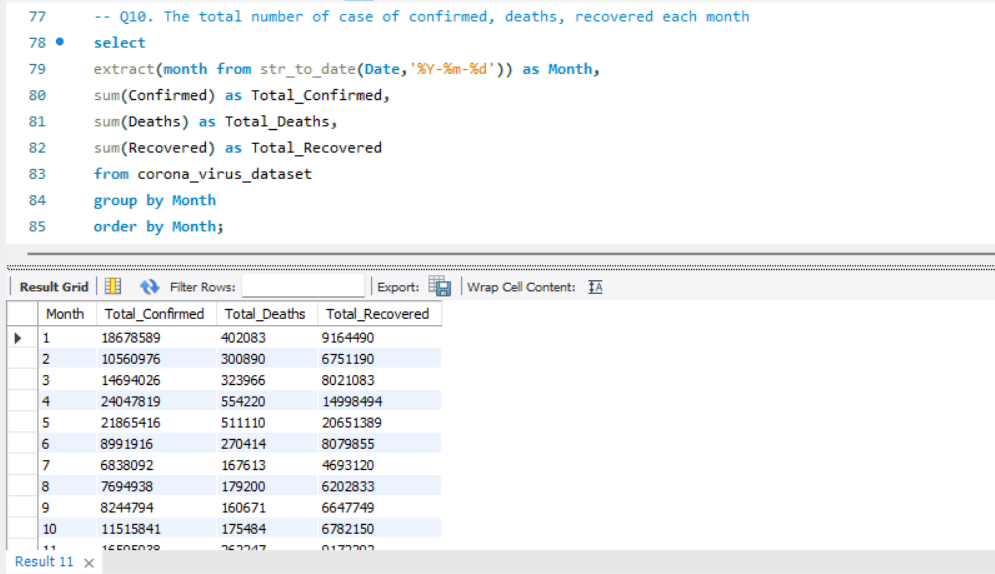 77 -- Q10. The total number of case of confirmed, deaths, recovered each month
78 select
79 extract(month from str_to_date(Date,'%Y-%m-%d')) as Month,
80 sum(Confirmed) as Total_Confirmed,
81 sum(Deaths) as Total_Deaths,
82 sum(Recovered) as Total_Recovered
83 from corona_virus_dataset
84 group by Month
85 order by Month;
Result Grid Filter Rows: Export: Wrap Cell Content: IA
Month Total_Confirmed Total_Deaths Total_Recovered
1 18678589 402083 9164490
2 10560976 300890 6751190
3 14694026 323966 8021083
4 24047819 554220 14998494
5 21865416 511110 20651389
6 8991916 270414 8079855
7 6838092 167613 4693120
8 7694938 179200 6202833
9 8244794 160671 6647749
10 11515841 175484 6782150
11
Result 11